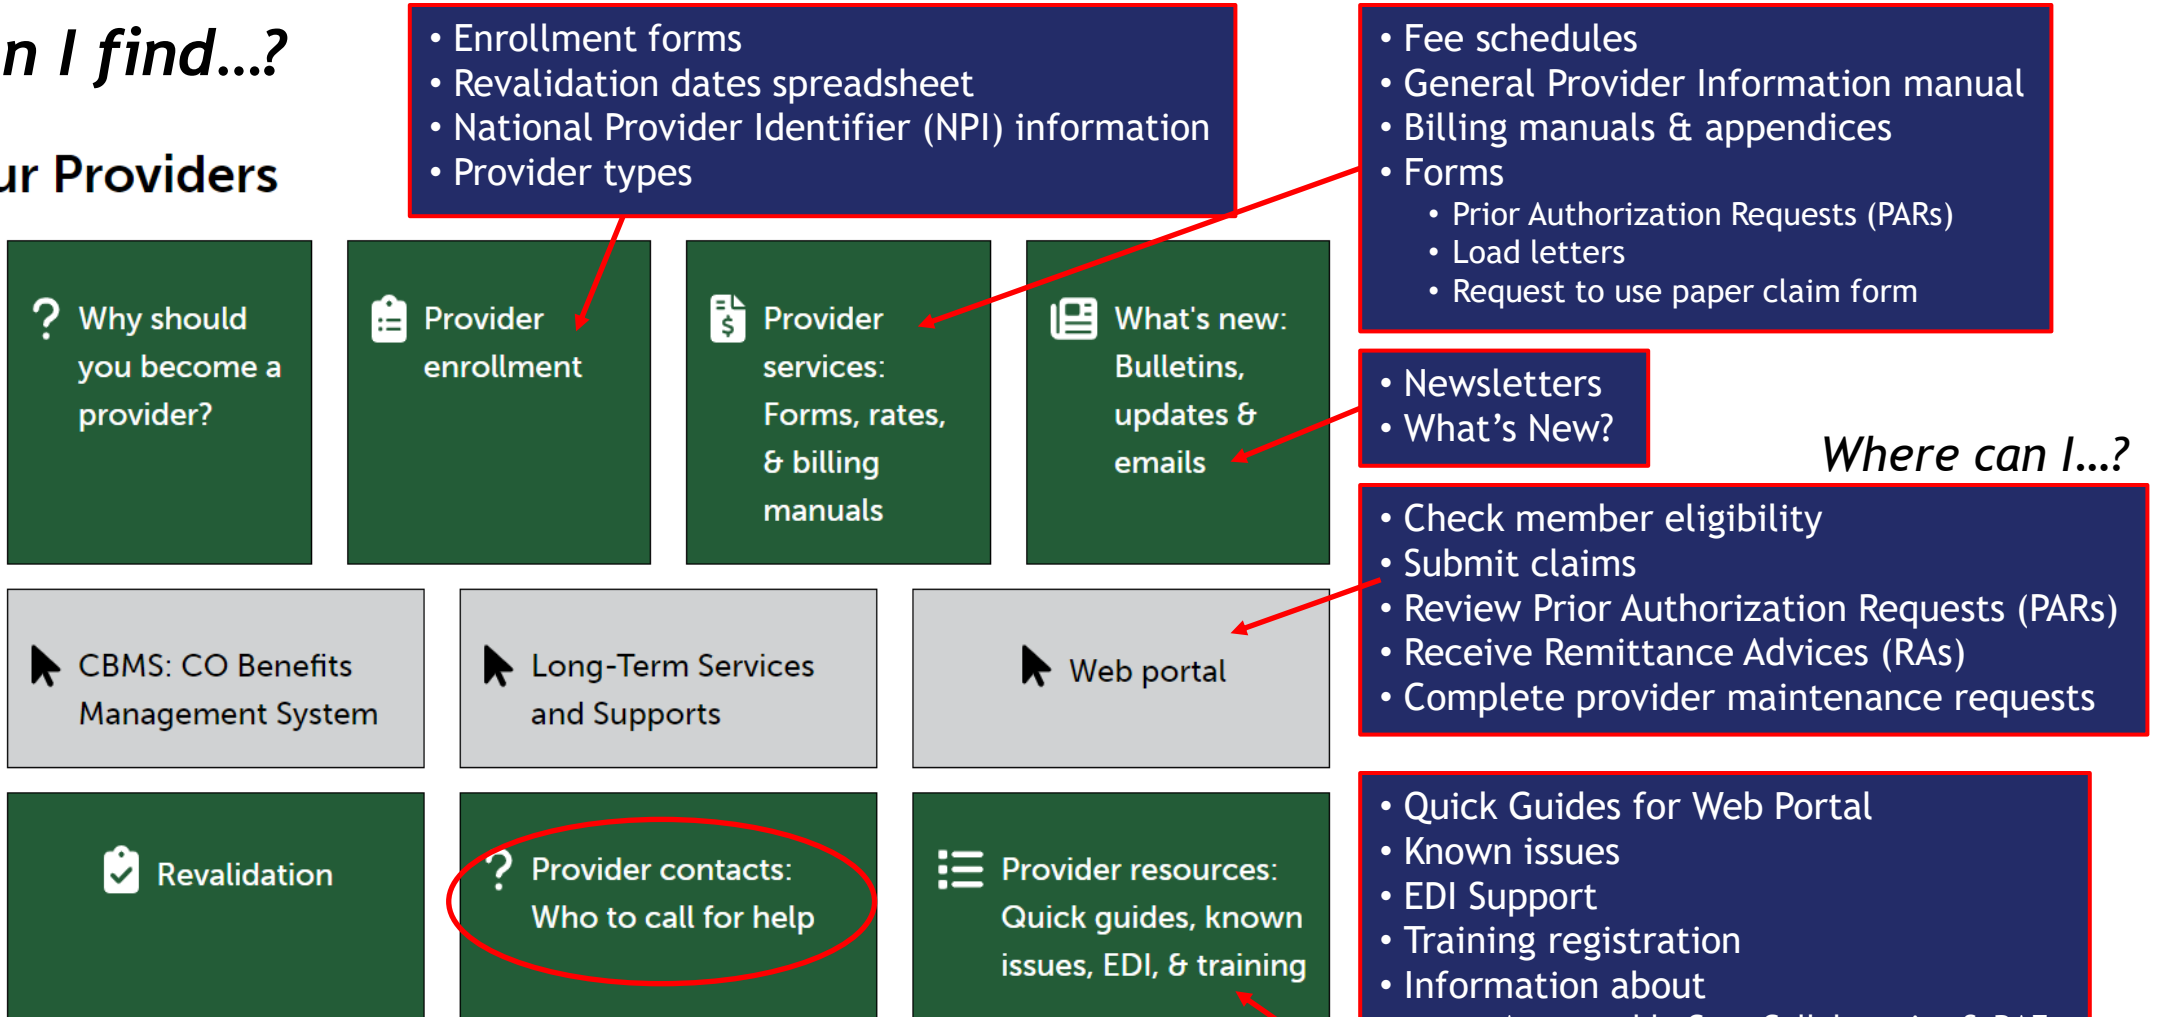 n I find…?
ur Providers
• Enrollment forms
• Revalidation dates spreadsheet
• National Provider Identifier (NPI) information
• Provider types
• Fee schedules
• General Provider Information manual
• Billing manuals & appendices
• Forms
• Prior Authorization Requests (PARs)
• Load letters
• Request to use paper claim form
? Why should
you become a
provider?
Provider
enrollment
Provider
services:
Forms, rates,
& billing
manuals
What's new:
Bulletins,
updates &
emails
• Newsletters
• What’s New?
Where can I…?
• Check member eligibility
• Submit claims
• Review Prior Authorization Requests (PARs)
• Receive Remittance Advices (RAs)
• Complete provider maintenance requests
CBMS: CO Benefits
Management System
Long-Term Services
and Supports
Web portal
Revalidation
? Provider contacts:
Who to call for help
Provider resources:
Quick guides, known
issues, EDI, & training
• Quick Guides for Web Portal
• Known issues
• EDI Support
• Training registration
• Information about